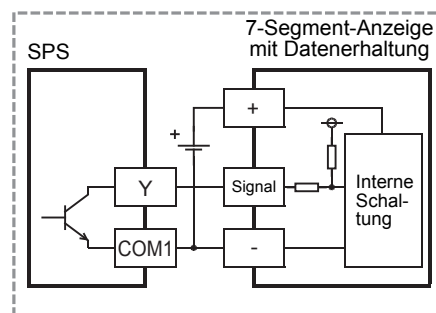 7-Segment-Anzeige
mit Datenerhaltung
SPS
+
+
Y
Signal
Interne
Schal-
tung
COM1
-